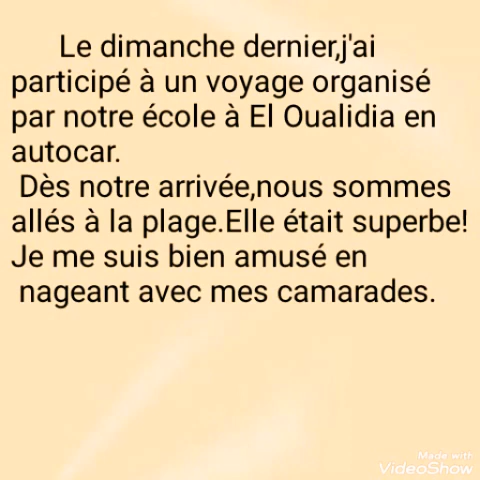 Le dimanche dernier,j'ai
participé à un voyage organisé
par notre école à El Oualidia en
autocar.
Dès notre arrivée,nous sommes
allés à la plage.Elle était superbe!
Je me suis bien amusé en
nageant avec mes camarades.
Made with
VideoShow